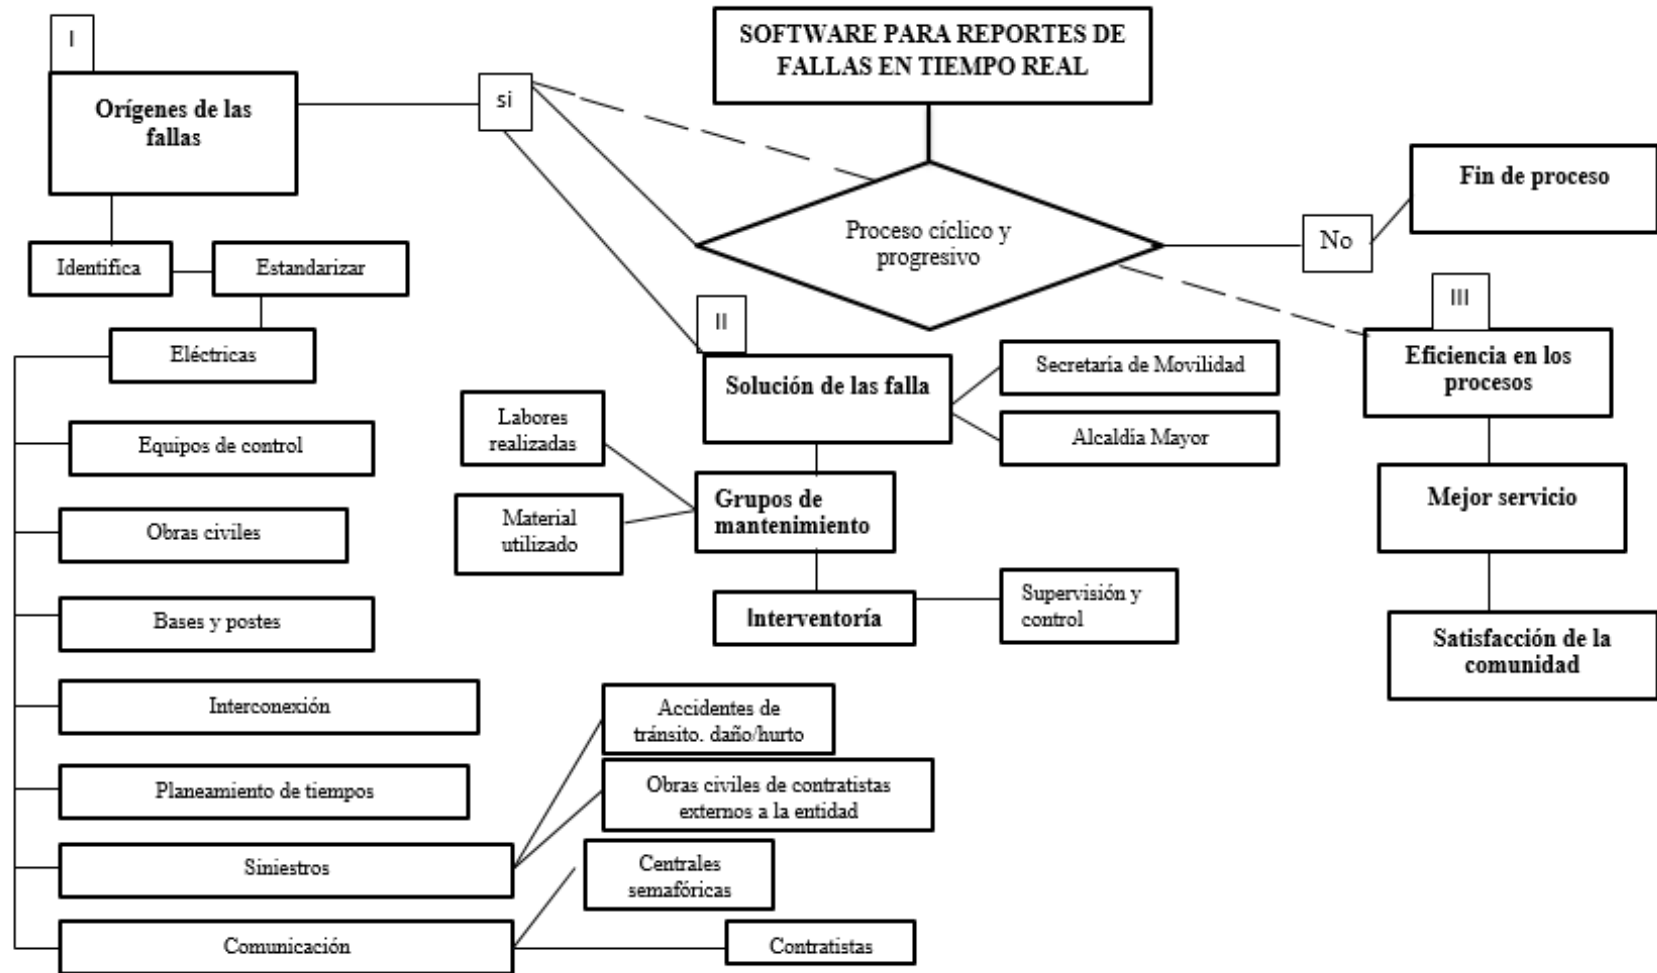 SOFTWARE PARA REPORTES DE
FALLAS EN TIEMPO REAL
I
Orígenes de las
fallas
si
Proceso cíclico y
progresivo
No
Fin de proceso
Identifica
Estandarizar
Eléctricas
Equipos de control
Obras civiles
Bases y postes
Interconexión
Planeamiento de tiempos
Siniestros
Accidentes de
tránsito. daño/hurto
Obras civiles de contratistas
externos a la entidad
Comunicación
Centrales
semafóricas
Contratistas
II
Solución de las falla
Secretaría de Movilidad
Alcaldía Mayor
Labores
realizadas
Material
utilizado
Grupos de
mantenimiento
Interventoría
Supervisión y
control
III
Eficiencia en los
procesos
Mejor servicio
Satisfacción de la
comunidad